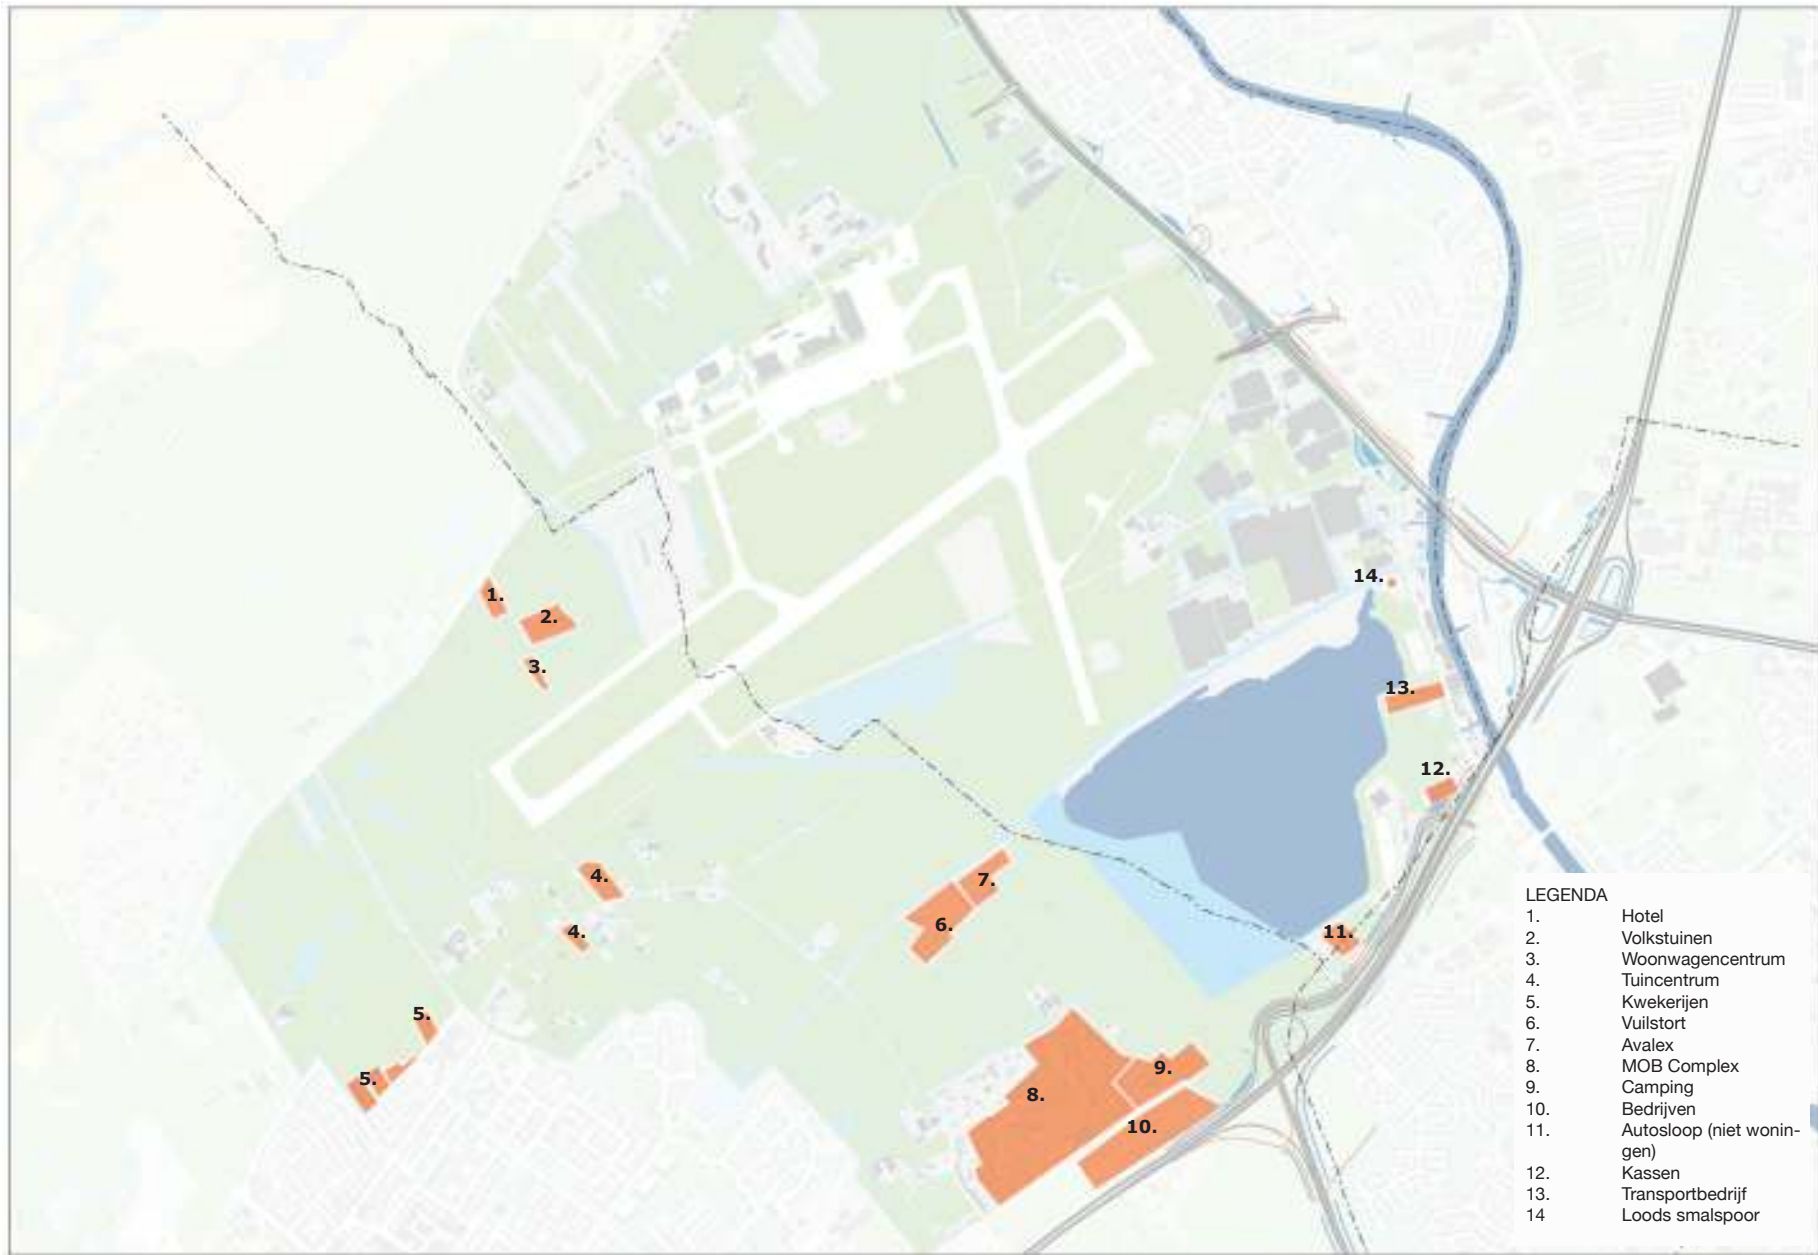 1.
2.
3.
14.
13.
12.
4.
7.
6.
4.
11.
5.
5.
9.
8.
10.
LEGENDA
1. Hotel
2. Volkstuinen
3. Woonwagencentrum
4. Tuincentrum
5. Kwekerijen
6. Vuilstort
7. Avalex
8. MOB Complex
9. Camping
10. Bedrijven
11. Autosloop (niet wonin-
gen)
12. Kassen
13. Transportbedrijf
14 Loods smalspoor